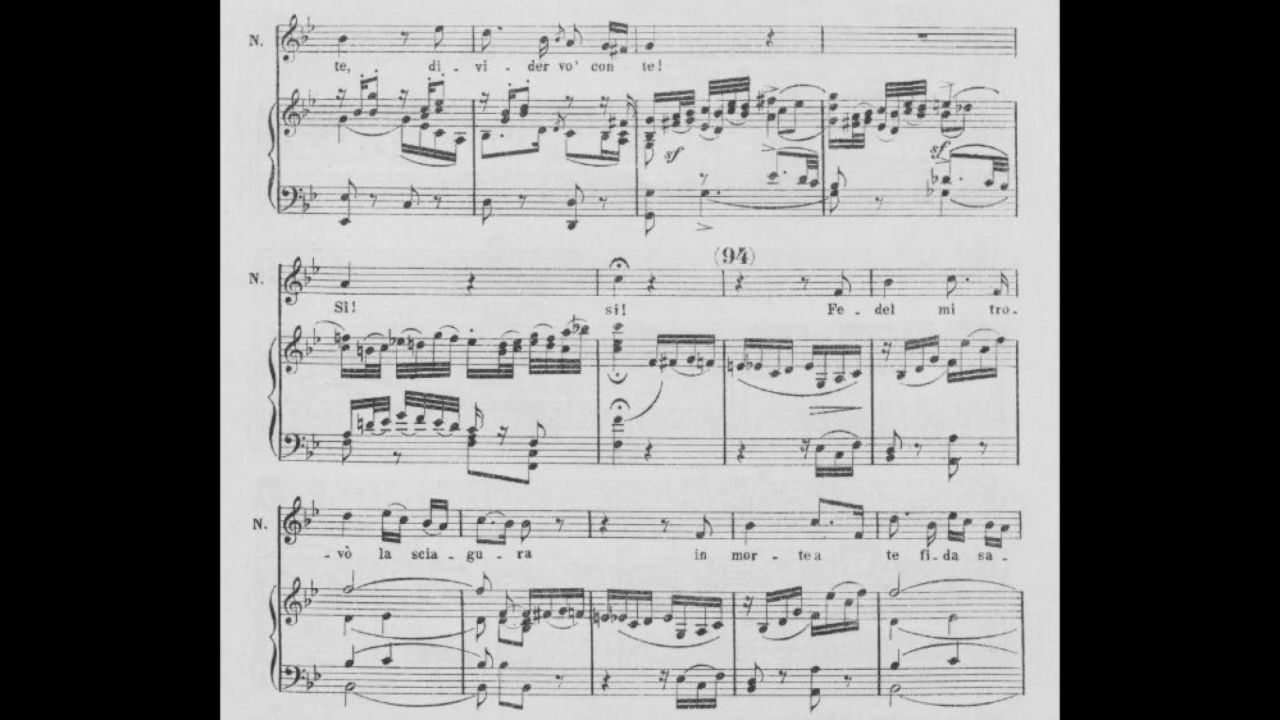 N.
te, di - vi - der vo' con te!
sf sf
(94)
N.
Sì! sì! Fe - del mi tro-
N.
- vò la scia - gu - ra in mor - te a te fi - da sa -